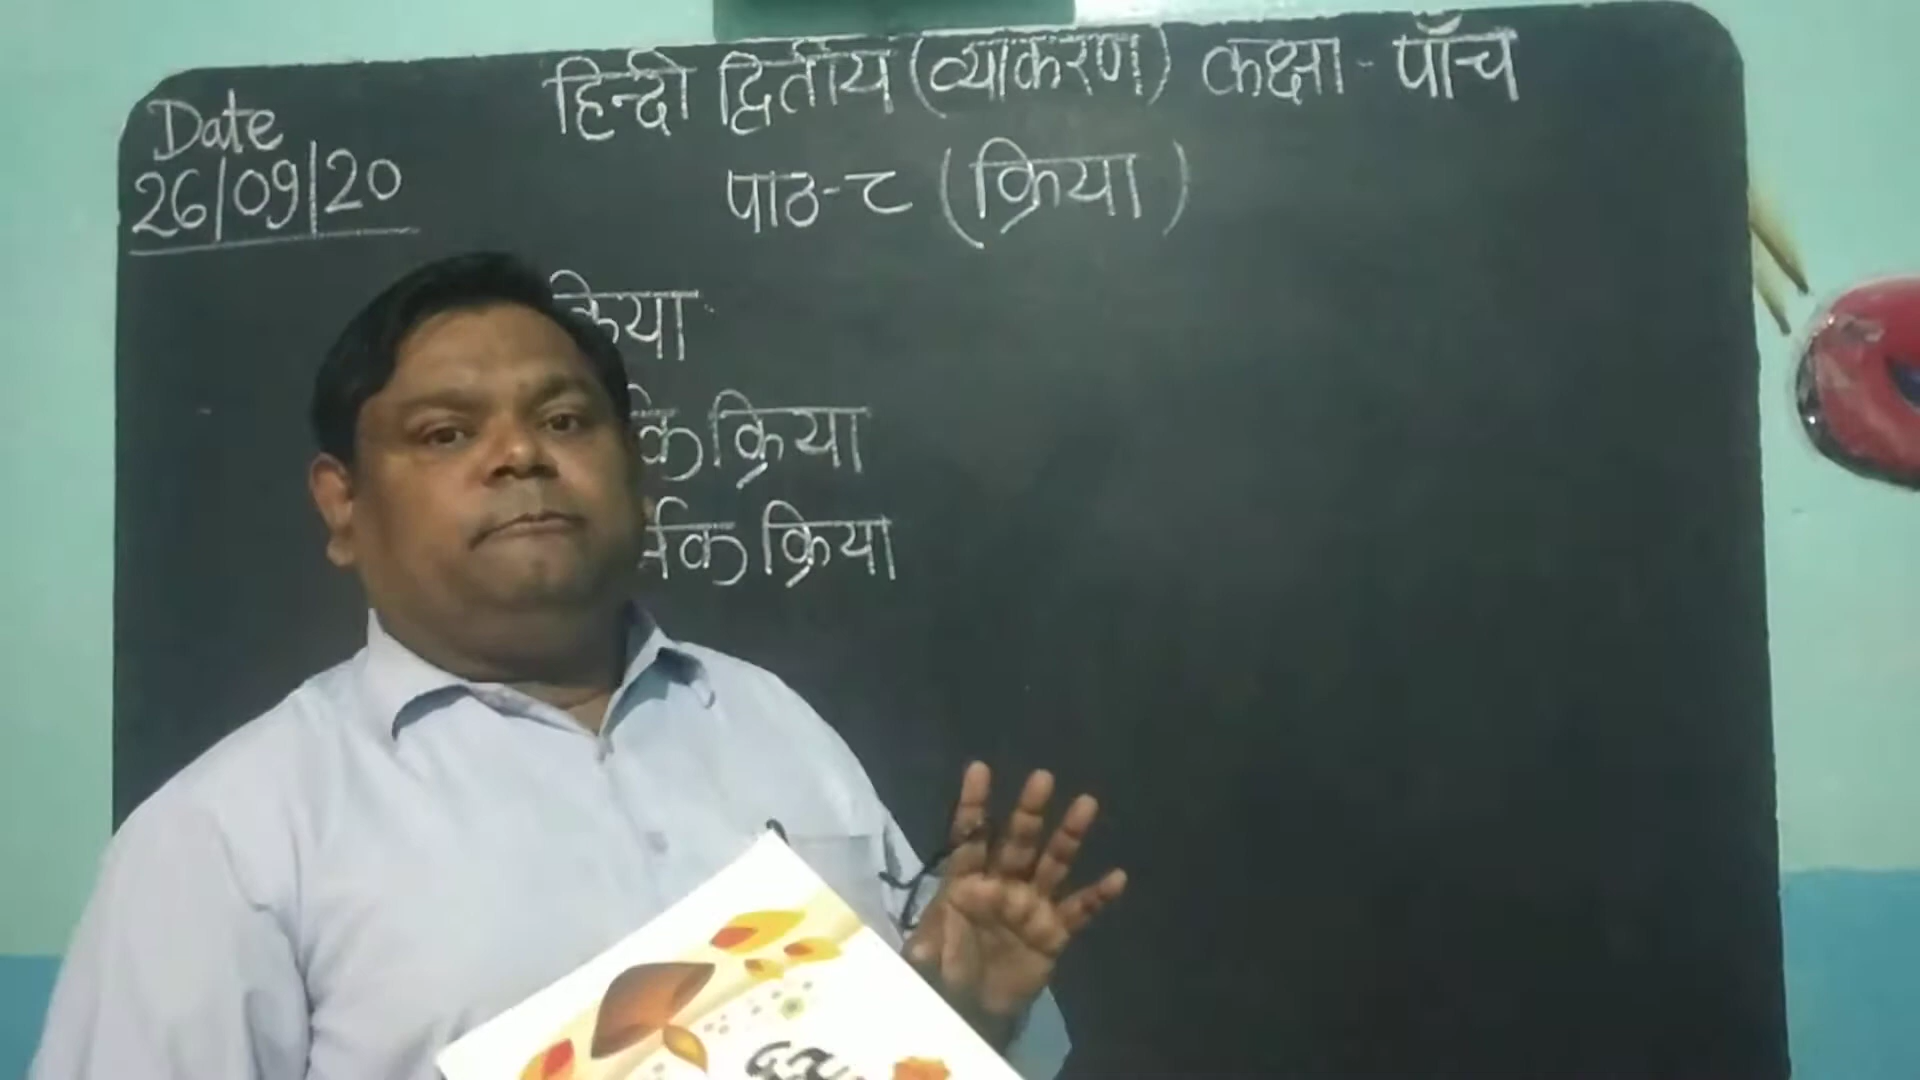 हिन्दी द्वितीय (व्याकरण) कक्षा - पाँच
Date
26/09/20
पाठ-८ (क्रिया)
क्रिया
क्रिया
क्रिया